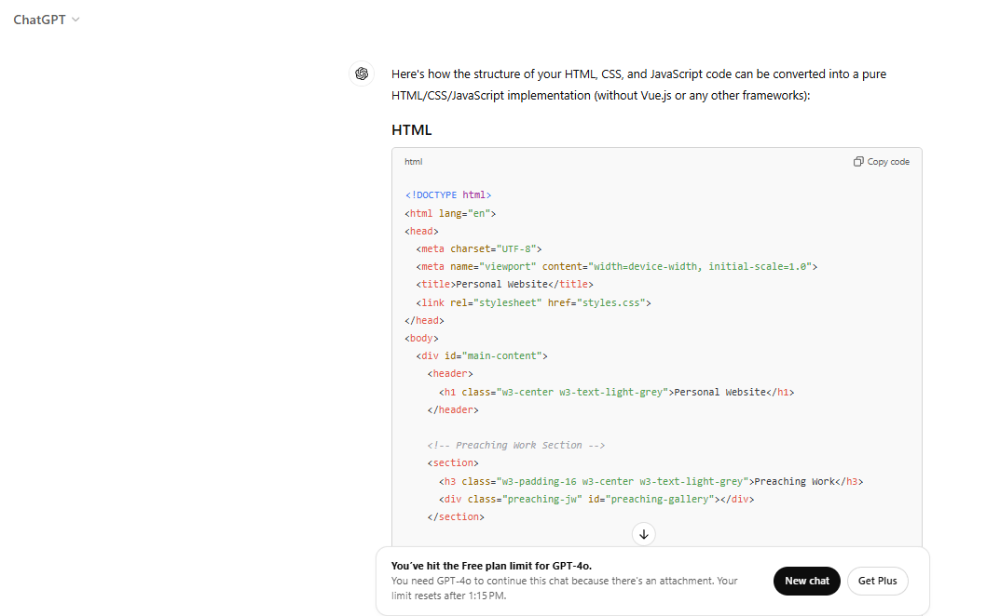 ChatGPT
Here's how the structure of your HTML, CSS, and JavaScript code can be converted into a pure
HTML/CSS/JavaScript implementation (without Vue.js or any other frameworks):
HTML
html
Copy code
<!DOCTYPE html>
<html lang="en">
<head>
  <meta charset="UTF-8">
  <meta name="viewport" content="width=device-width, initial-scale=1.0">
  <title>Personal Website</title>
  <link rel="stylesheet" href="styles.css">
</head>
<body>
  <div id="main-content">
    <header>
      <h1 class="w3-center w3-text-light-grey">Personal Website</h1>
    </header>
    <!-- Preaching Work Section -->
    <section>
      <h3 class="w3-padding-16 w3-center w3-text-light-grey">Preaching Work</h3>
      <div class="preaching-jw" id="preaching-gallery"></div>
    </section>
You've hit the Free plan limit for GPT-4o.
You need GPT-4o to continue this chat because there's an attachment. Your
limit resets after 1:15 PM.
New chat
Get Plus